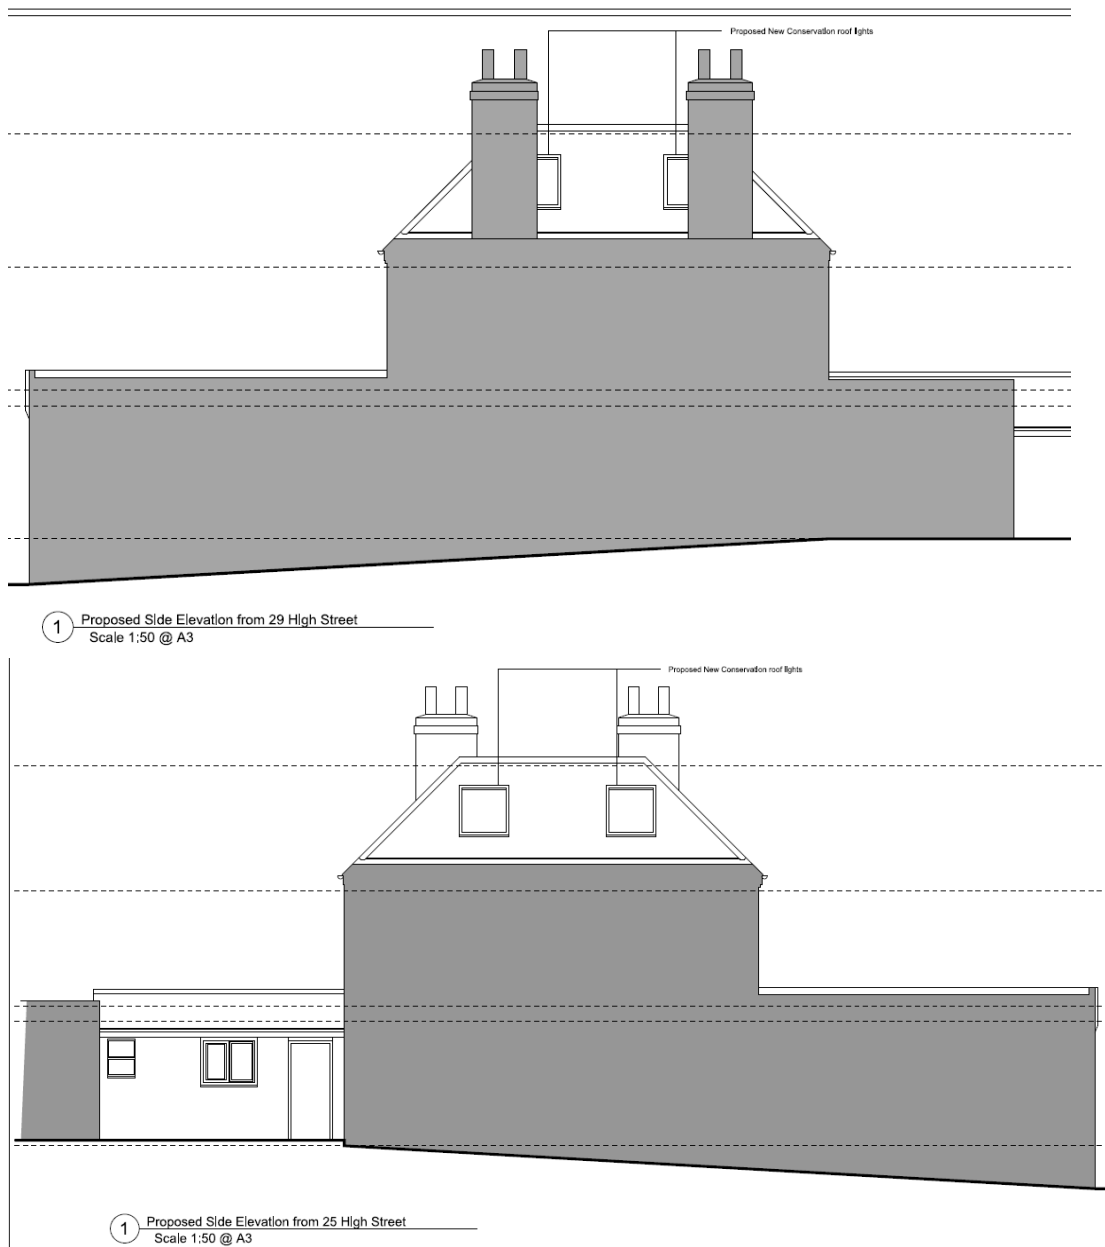 Proposed New Conservation roof lights
1
Proposed Side Elevation from 29 High Street
Scale 1:50 @ A3
Proposed New Conservation roof lights
1
Proposed Side Elevation from 25 High Street
Scale 1:50 @ A3